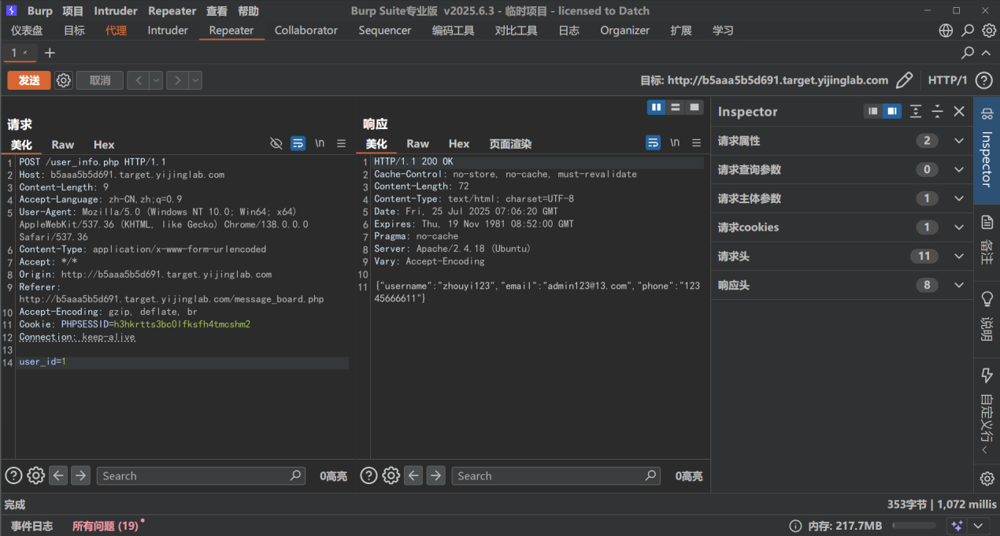 Burp 项目 Intruder Repeater 查看 帮助 Burp Suite专业版 v2025.6.3 - 临时项目 - licensed to Datch
仪表盘 目标 代理 Intruder Repeater Collaborator Sequencer 编码工具 对比工具 日志 Organizer 扩展 学习
1 × +
发送 取消 目标: http://b5aaa5b5d691.target.yijinglab.com HTTP/1
请求
美化 Raw Hex \n
1 POST /user_info.php HTTP/1.1
2 Host: b5aaa5b5d691.target.yijinglab.com
3 Content-Length: 9
4 Accept-Language: zh-CN,zh;q=0.9
5 User-Agent: Mozilla/5.0 (Windows NT 10.0; Win64; x64)
AppleWebKit/537.36 (KHTML, like Gecko) Chrome/138.0.0.0
Safari/537.36
6 Content-Type: application/x-www-form-urlencoded
7 Accept: */*
8 Origin: http://b5aaa5b5d691.target.yijinglab.com
9 Referer:
http://b5aaa5b5d691.target.yijinglab.com/message_board.php
10 Accept-Encoding: gzip, deflate, br
11 Cookie: PHPSESSID=h3hkrtts3bc0lfksfh4tmcshm2
12 Connection: keep-alive
13
14 user_id=1
Search 0高亮
响应
美化 Raw Hex 页面渲染 \n
1 HTTP/1.1 200 OK
2 Cache-Control: no-store, no-cache, must-revalidate
3 Content-Length: 72
4 Content-Type: text/html; charset=UTF-8
5 Date: Fri, 25 Jul 2025 07:06:20 GMT
6 Expires: Thu, 19 Nov 1981 08:52:00 GMT
7 Pragma: no-cache
8 Server: Apache/2.4.18 (Ubuntu)
9 Vary: Accept-Encoding
10
11 {"username":"zhouyi123","email":"admin123@13.com","phone":"123
45666611"}
Search 0高亮
Inspector
请求属性 2
请求查询参数 0
请求主体参数 1
请求cookies 1
请求头 11
响应头 8
Inspector
备注
说明
自定义行
完成 353字节 | 1,072 millis
事件日志 所有问题 (19) 内存: 217.7MB